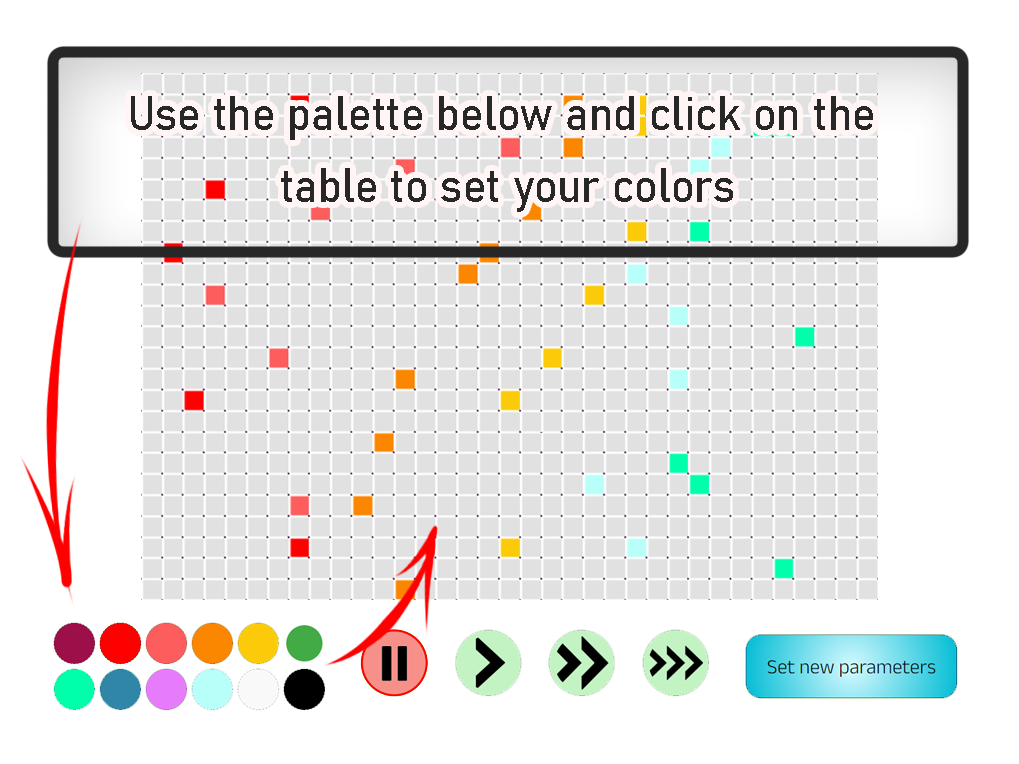 Use the palette below and click on the
table to set your colors
Set new parameters